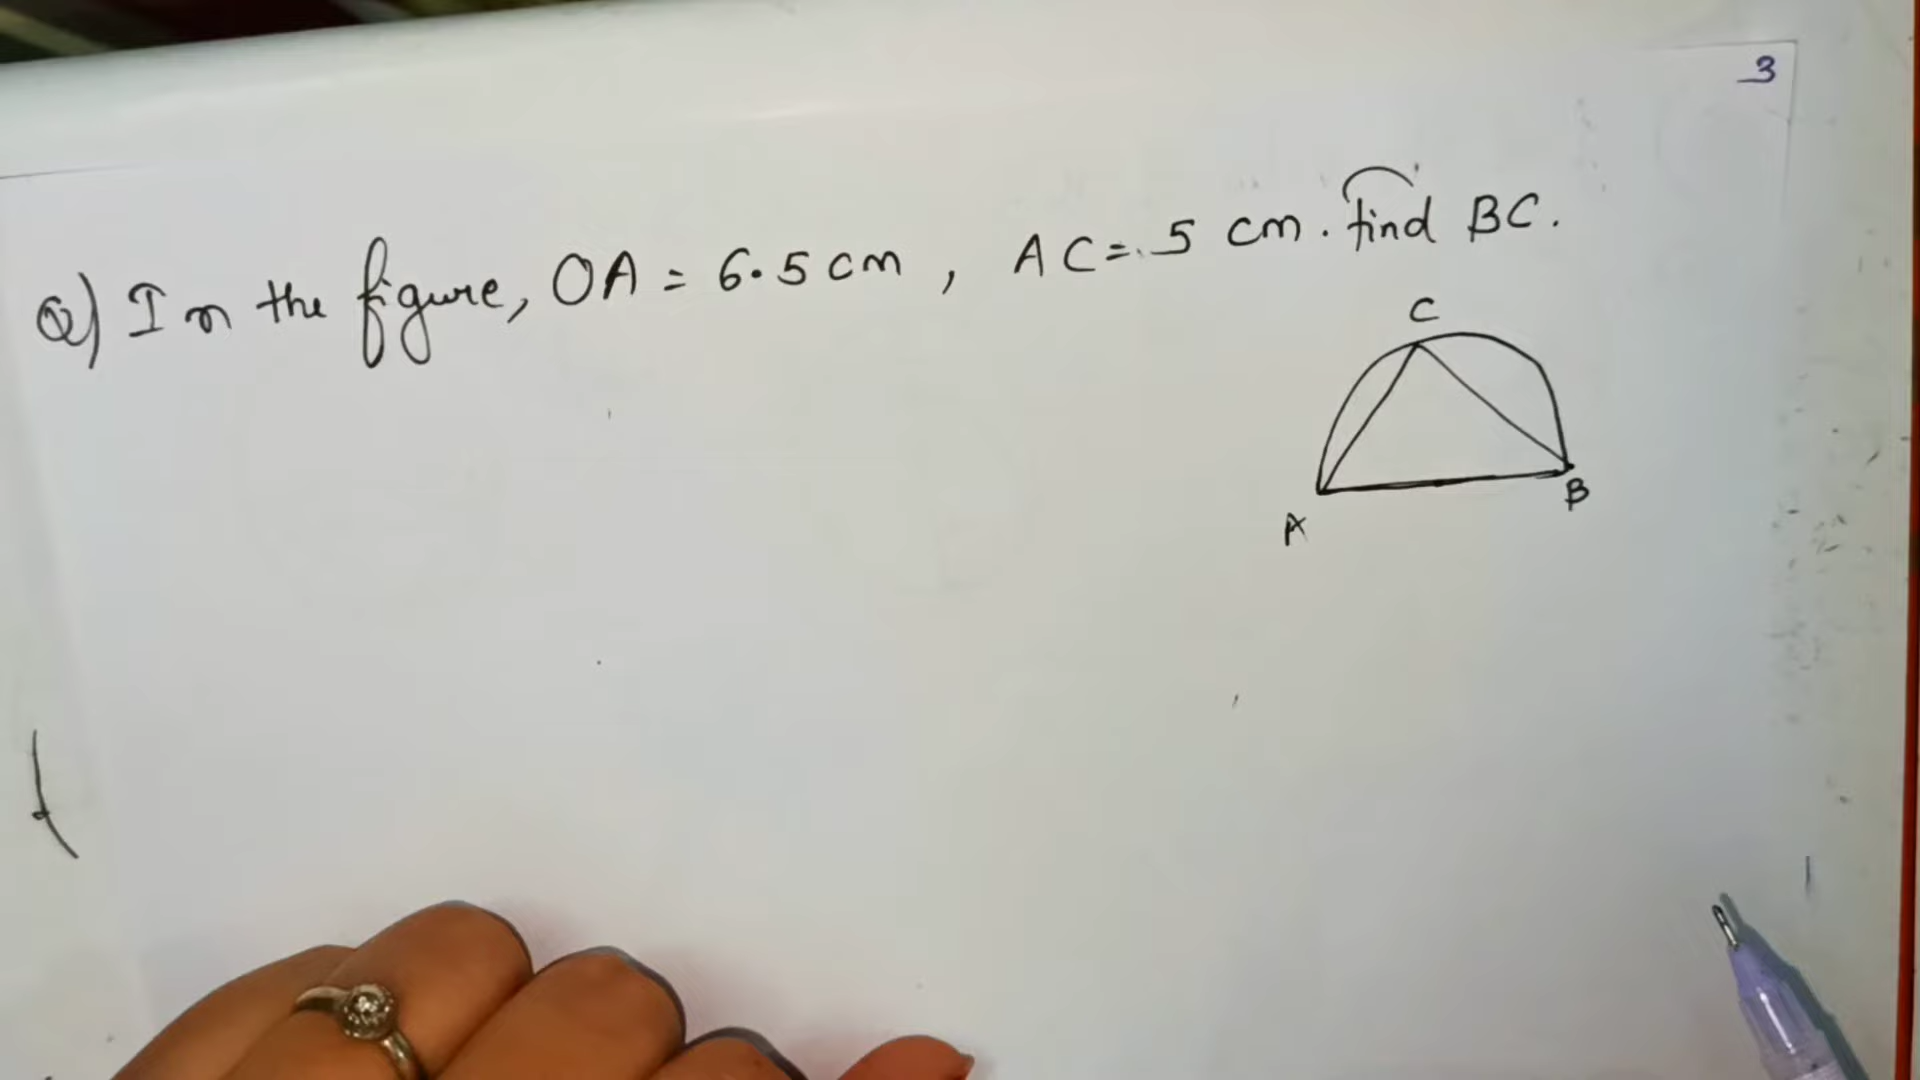 3
Q) In the figure, OA = 6.5 cm, AC = 5 cm. find BC.
C
A
B